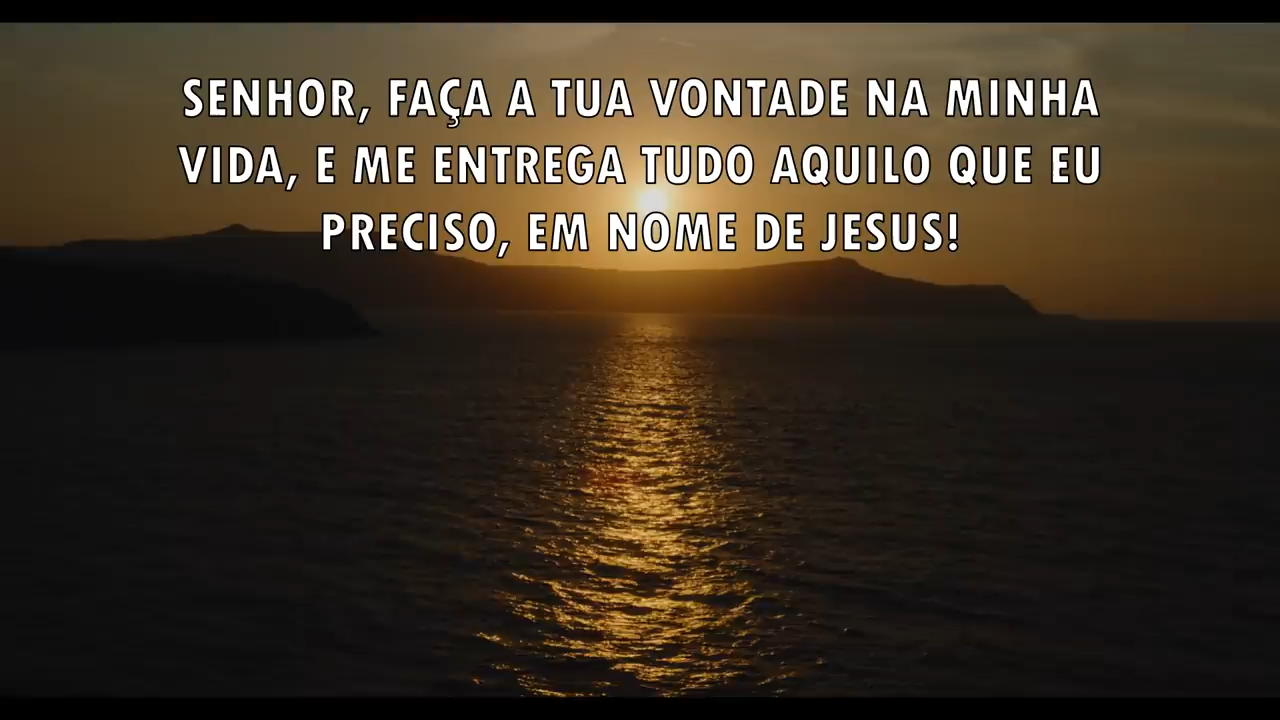 SENHOR, FAÇA A TUA VONTADE NA MINHA
VIDA, E ME ENTREGA TUDO AQUILO QUE EU
PRECISO, EM NOME DE JESUS!